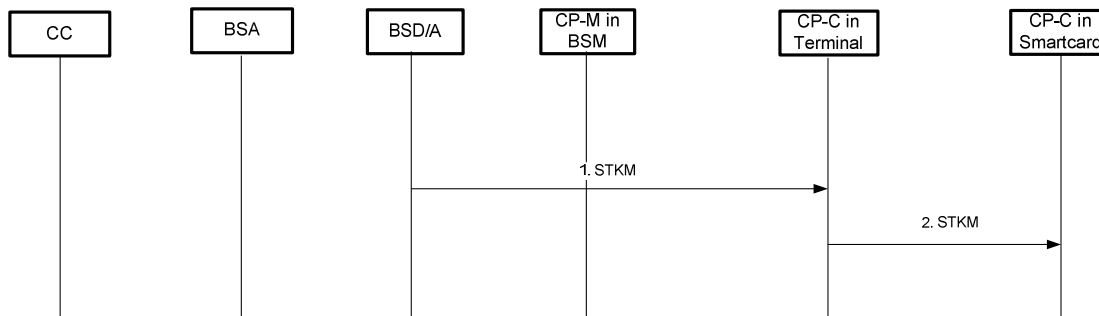 CC
BSA
BSD/A
CP-M in
BSM
CP-C in
Terminal
CP-C in
Smartcard
1. STKM
2. STKM